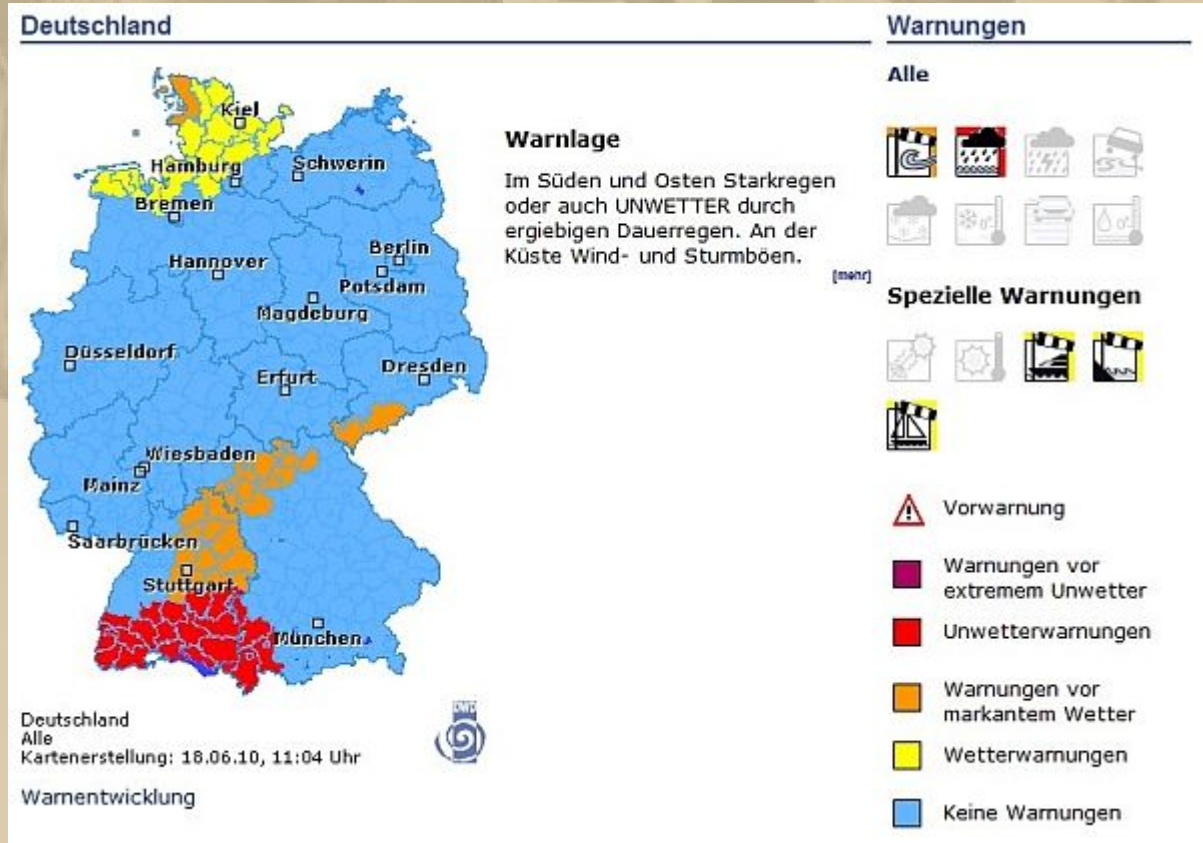 Deutschland
Kiel
Hamburg
Schwerin
Bremen
Berlin
Hannover
Potsdam
Magdeburg
Düsseldorf
Erfurt
Dresden
Wiesbaden
Mainz
Saarbrücken
Stuttgart
München
Warnlage
Im Süden und Osten Starkregen
oder auch UNWETTER durch
ergiebigen Dauerregen. An der
Küste Wind- und Sturmböen.
[mehr]
Deutschland
Alle
Kartenerstellung: 18.06.10, 11:04 Uhr
DWD
Warnentwicklung
Warnungen
Alle
Spezielle Warnungen
Vorwarnung
Warnungen vor
extremem Unwetter
Unwetterwarnungen
Warnungen vor
markantem Wetter
Wetterwarnungen
Keine Warnungen